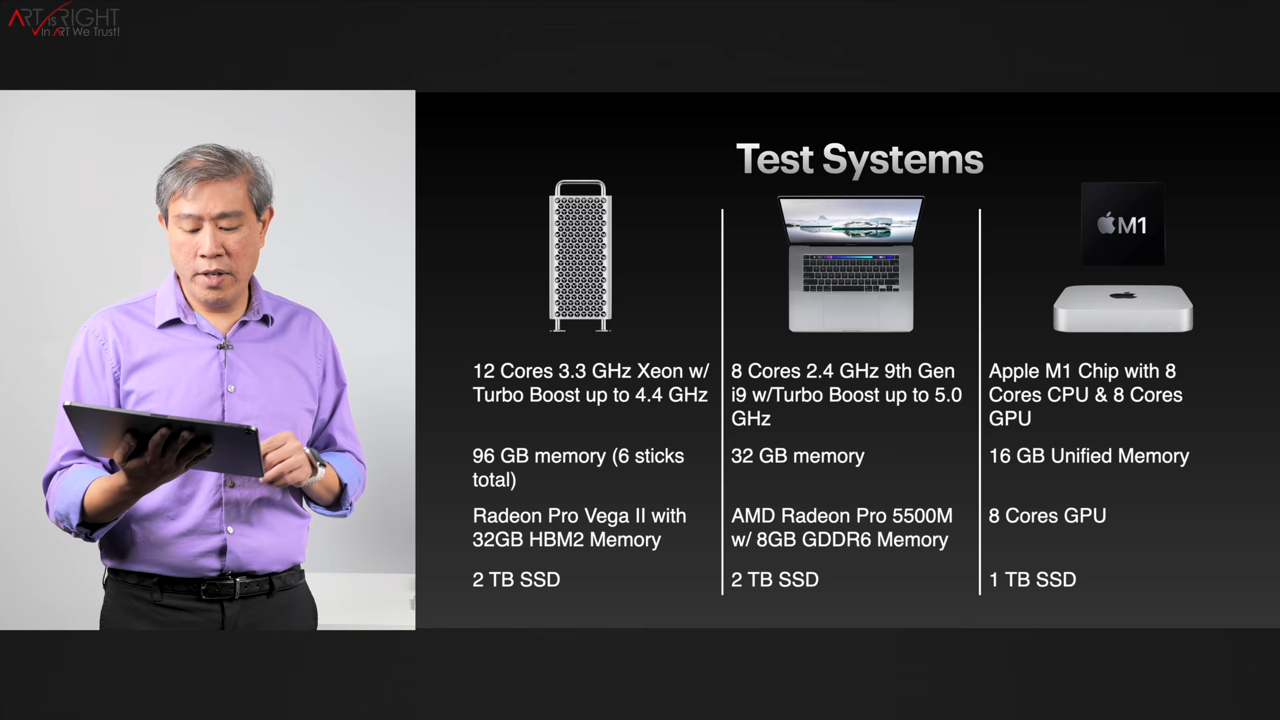 ART is RIGHT
In ART We Trust!
Test Systems
M1
12 Cores 3.3 GHz Xeon w/
Turbo Boost up to 4.4 GHz
96 GB memory (6 sticks
total)
Radeon Pro Vega II with
32GB HBM2 Memory
2 TB SSD
8 Cores 2.4 GHz 9th Gen
i9 w/Turbo Boost up to 5.0
GHz
32 GB memory
AMD Radeon Pro 5500M
w/ 8GB GDDR6 Memory
2 TB SSD
Apple M1 Chip with 8
Cores CPU & 8 Cores
GPU
16 GB Unified Memory
8 Cores GPU
1 TB SSD